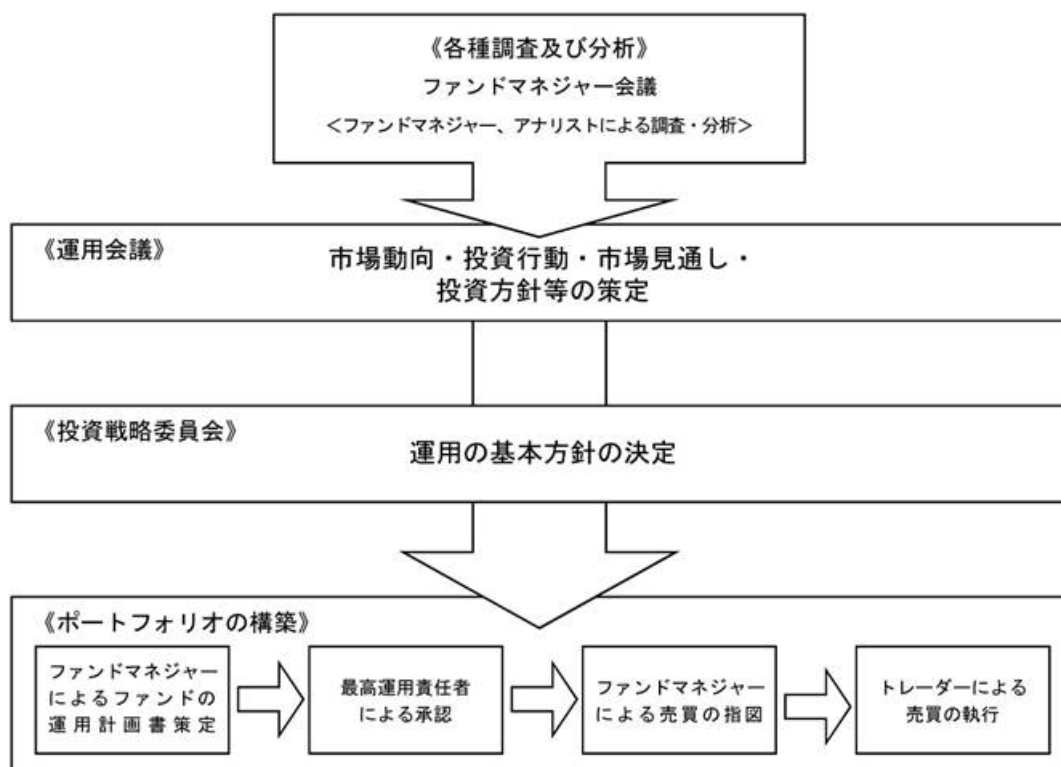 《各種調査及び分析》
ファンドマネジャー会議
<ファンドマネジャー、アナリストによる調査・分析>
《運用会議》
市場動向・投資行動・市場見通し・
投資方針等の策定
《投資戦略委員会》
運用の基本方針の決定
《ポートフォリオの構築》
ファンドマネジャー
によるファンドの
運用計画書策定
最高運用責任者
による承認
ファンドマネジャー
による売買の指図
トレーダーによる
売買の執行